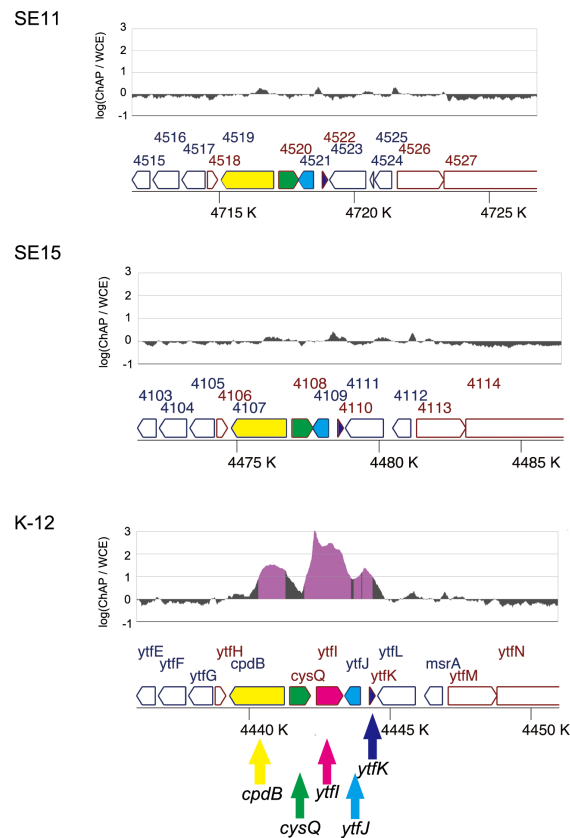 SE11
3
2
1
0
-1
log(ChAP / WCE)
4516 4519 4522 4525
4517 4520 4523 4526
4515 4518 4521 4524 4527
4715 K 4720 K 4725 K
SE15
3
2
1
0
-1
log(ChAP / WCE)
4105 4108 4111 4114
4103 4106 4109 4112
4104 4107 4110 4113
4475 K 4480 K 4485 K
K-12
3
2
1
0
-1
log(ChAP / WCE)
ytfE ytfH ytfI ytfL ytfN
ytfF cpdB ytfJ msrA
ytfG cysQ ytfK ytfM
4440 K 4445 K 4450 K
cpdB ytfI ytfK
cysQ ytfJ